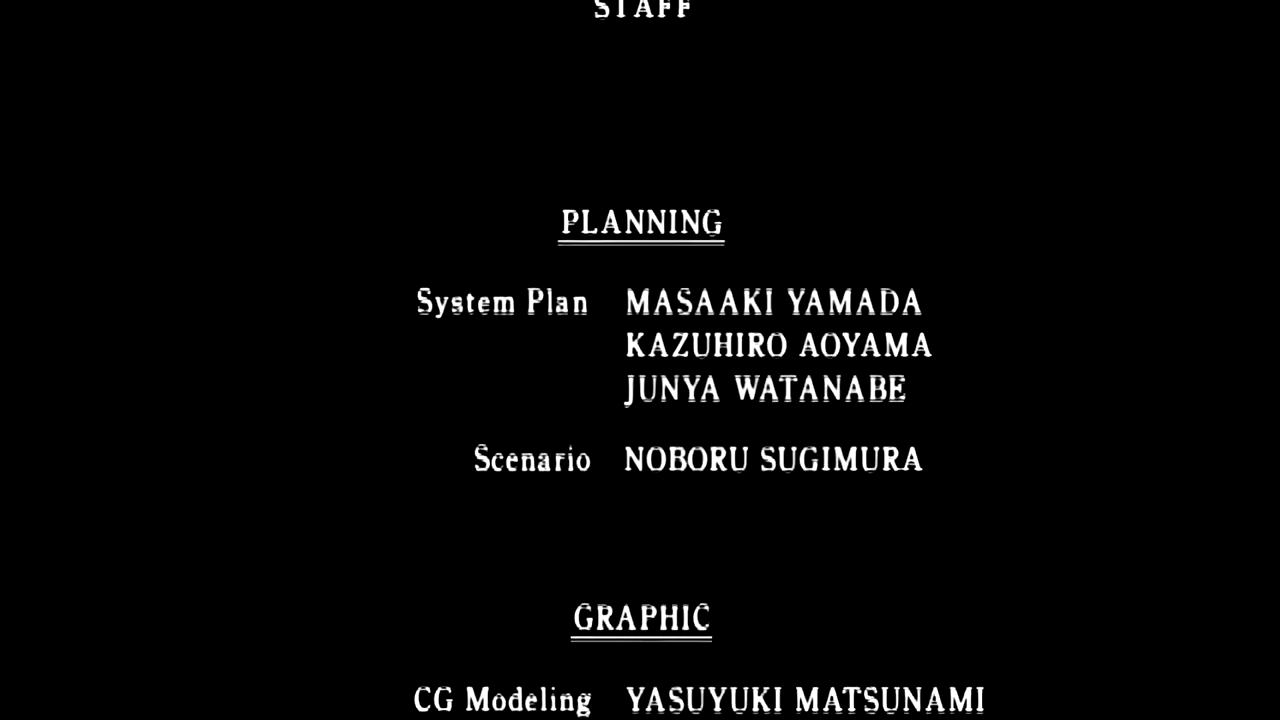 STAFF
PLANNING
System Plan MASAAKI YAMADA
KAZUHIRO AOYAMA
JUNYA WATANABE
Scenario NOBORU SUGIMURA
GRAPHIC
CG Modeling YASUYUKI MATSUNAMI